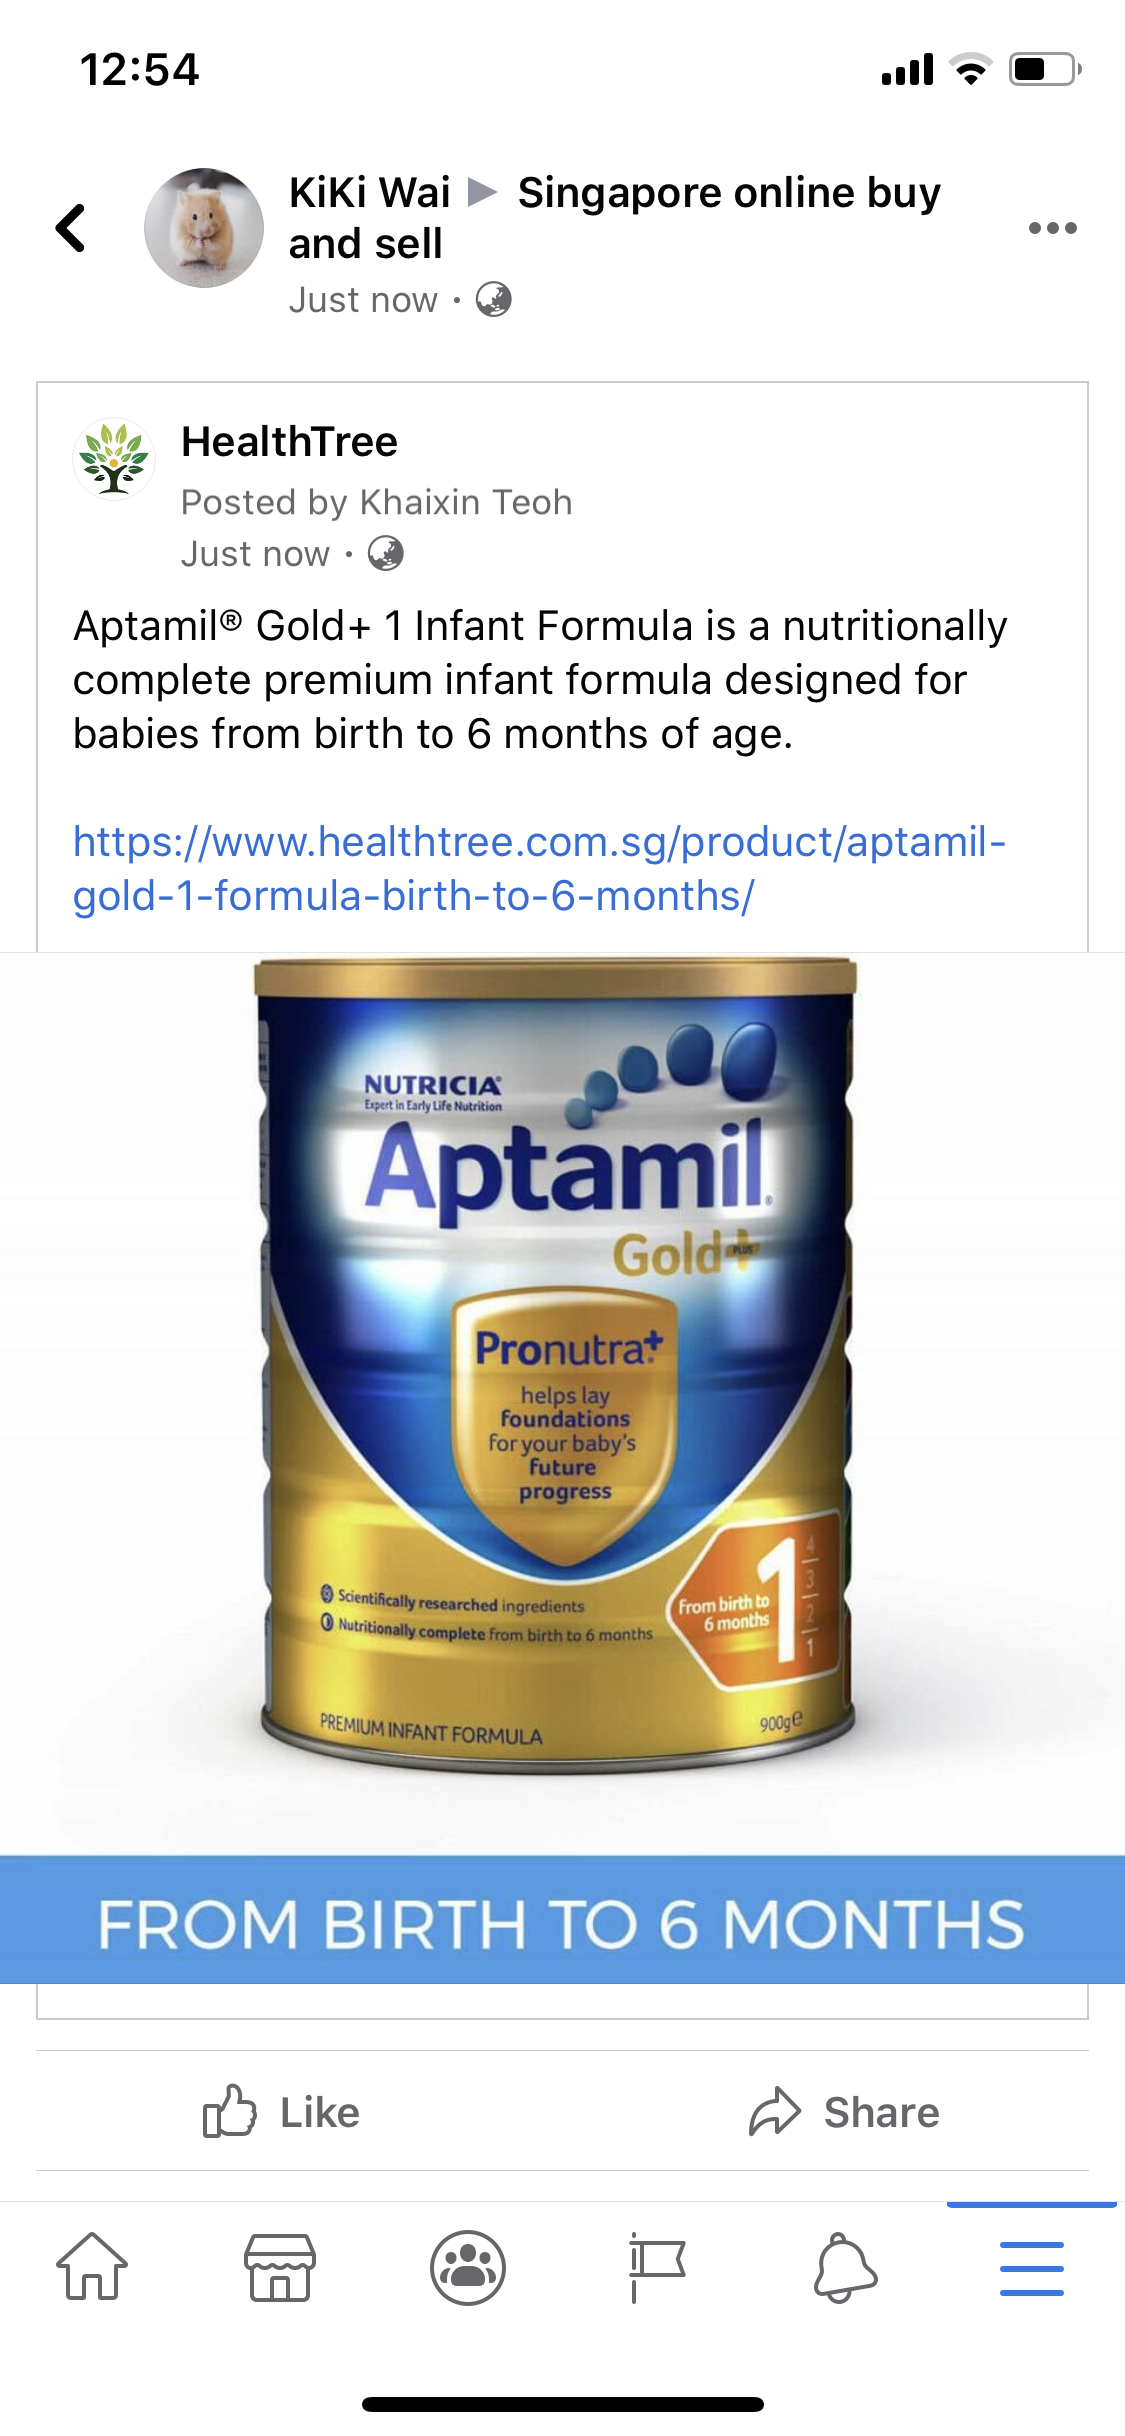 12:54
KiKi Wai ▶ Singapore online buy
and sell
Just now ·
HealthTree
Posted by Khaixin Teoh
Just now ·
Aptamil® Gold+ 1 Infant Formula is a nutritionally
complete premium infant formula designed for
babies from birth to 6 months of age.
https://www.healthtree.com.sg/product/aptamil-
gold-1-formula-birth-to-6-months/
NUTRICIA
Expert in Early Life Nutrition
Aptamil®
Gold+ PLUS
Pronutra+
helps lay
foundations
for your baby's
future
progress
Scientifically researched ingredients
Nutritionally complete from birth to 6 months
From birth to
6 months
1
4
3
2
1
PREMIUM INFANT FORMULA
900g℮
FROM BIRTH TO 6 MONTHS
Like
Share